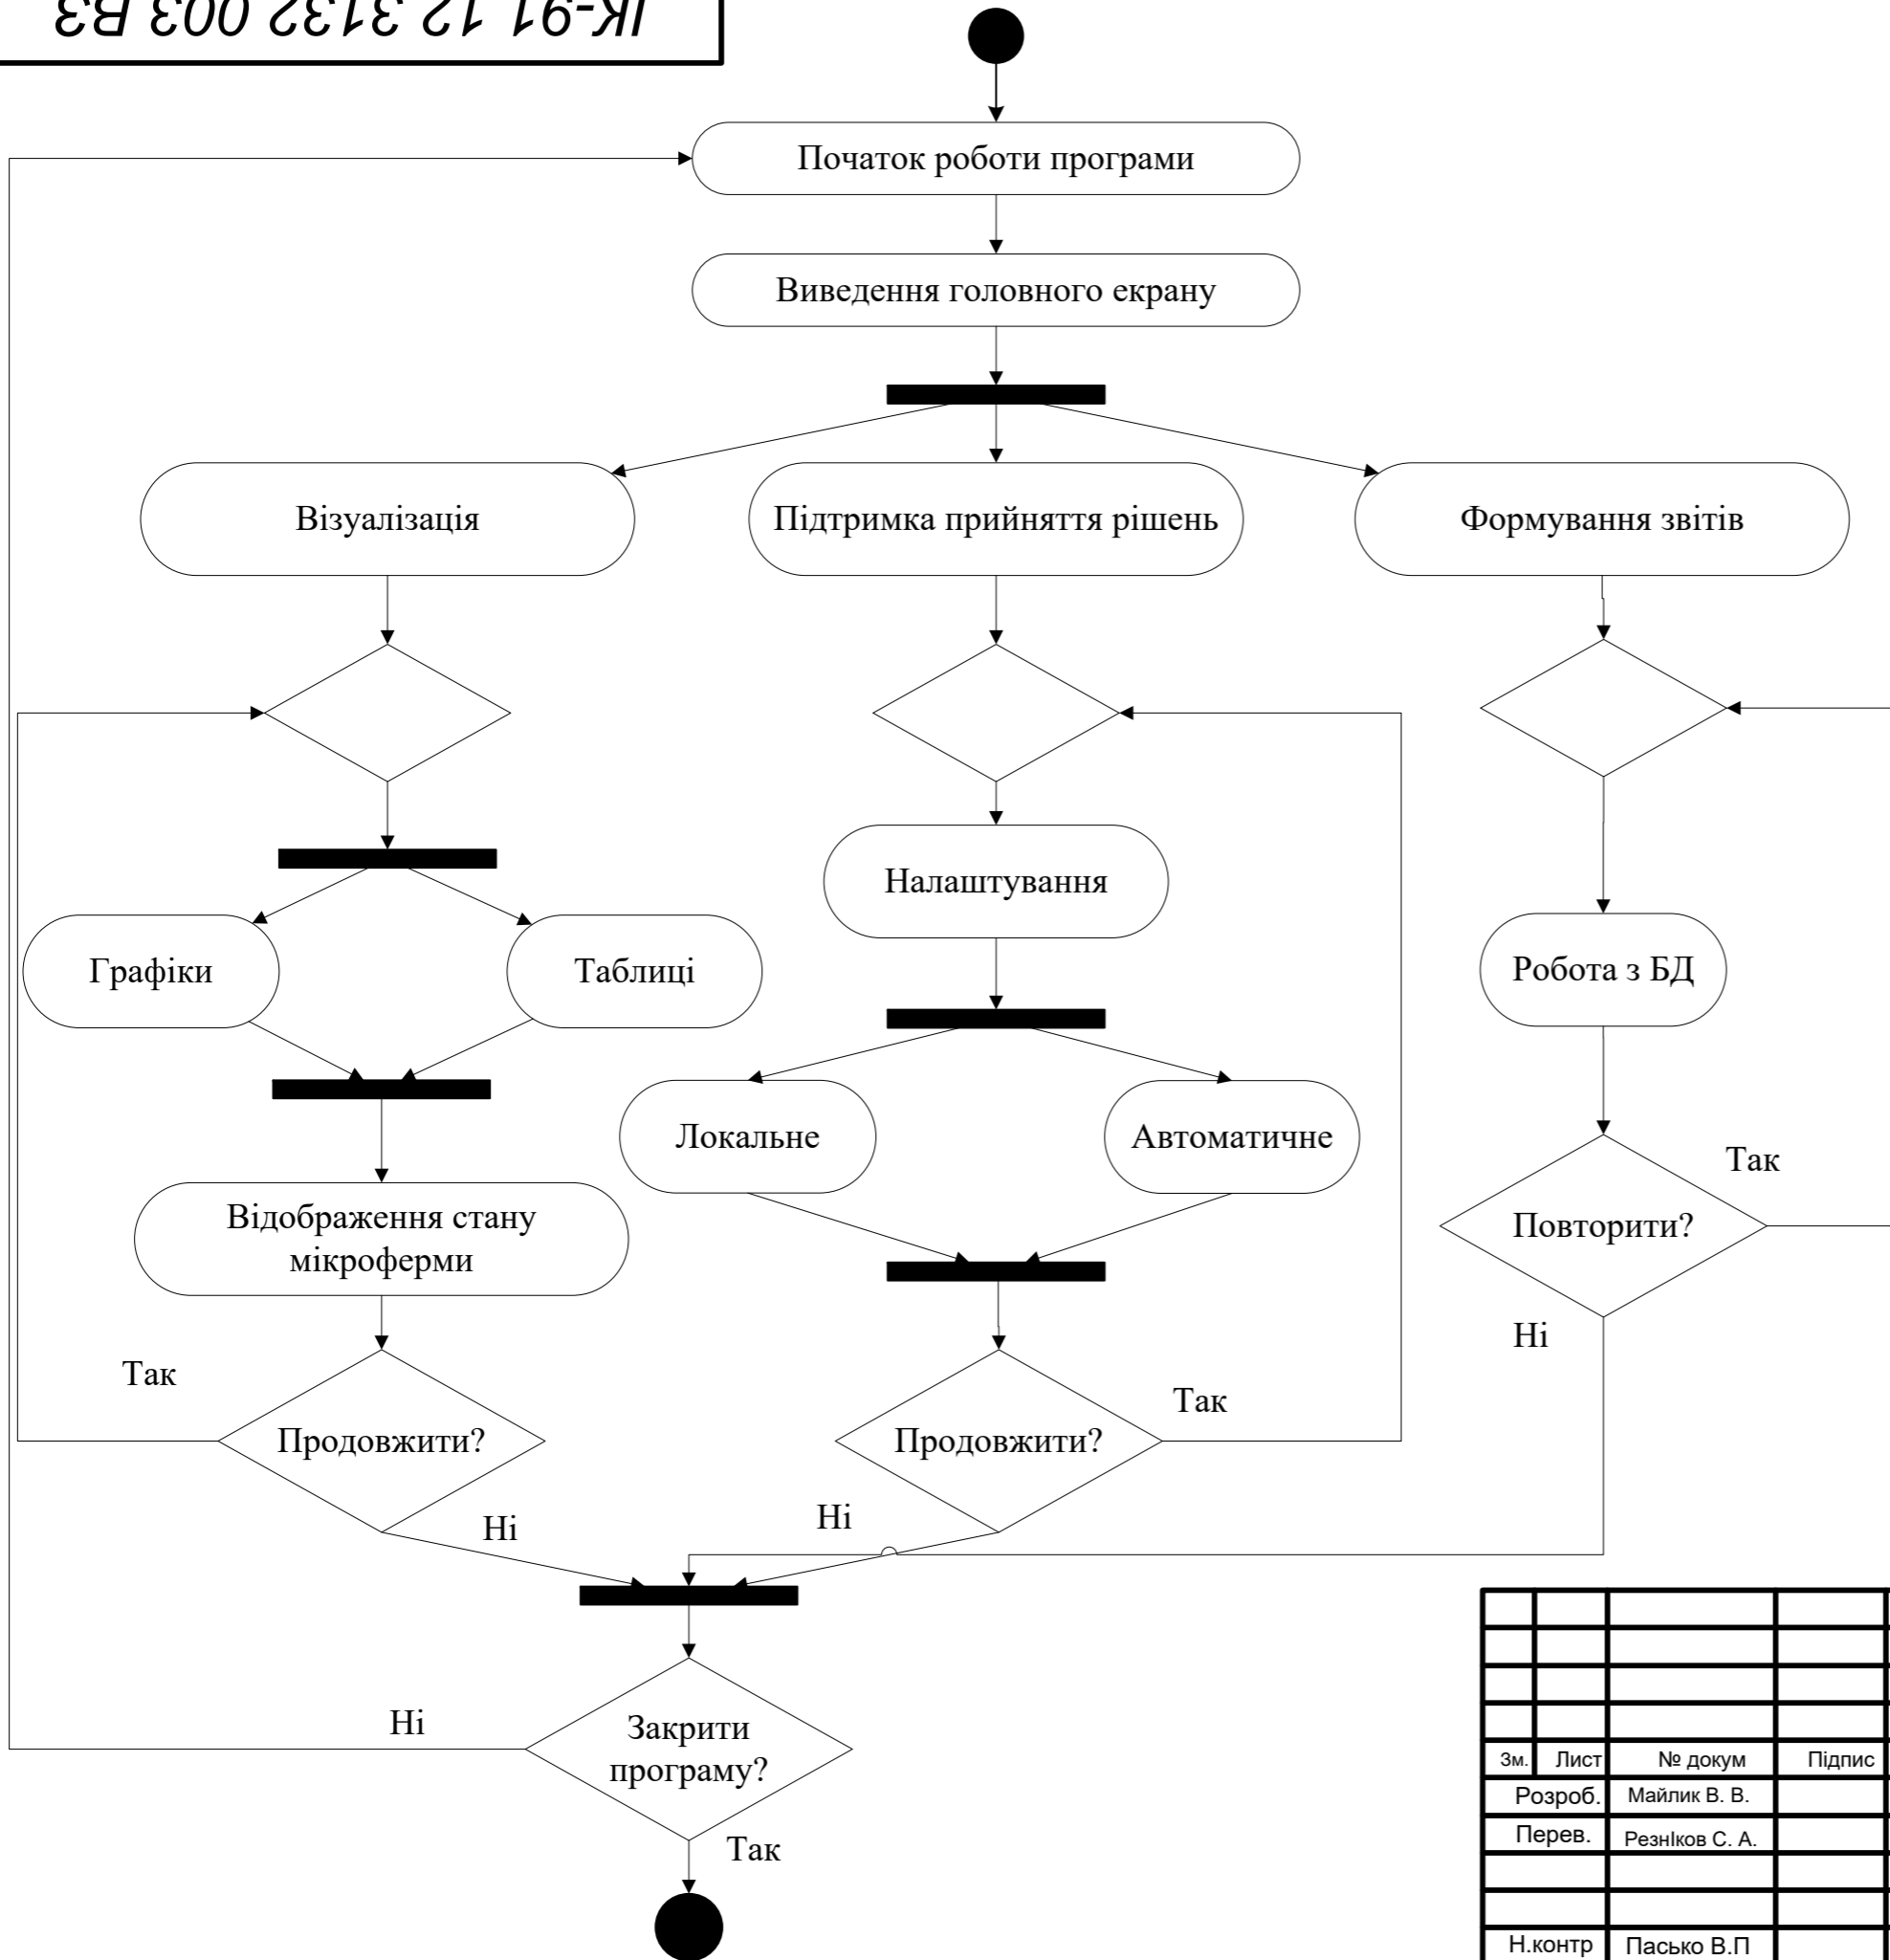 ІК-91 12 3132 003 ВЗ
Початок роботи програми
Виведення головного екрану
Візуалізація
Підтримка прийняття рішень
Формування звітів
Налаштування
Графіки
Таблиці
Робота з БД
Локальне
Автоматичне
Так
Відображення стану
мікроферми
Повторити?
Ні
Так
Так
Продовжити?
Продовжити?
Ні
Ні
Ні
Закрити
програму?
Так
Зм. Лист № докум Підпис
Розроб. Майлик В. В.
Перев. РезнІков С. А.
Н.контр Пасько В.П